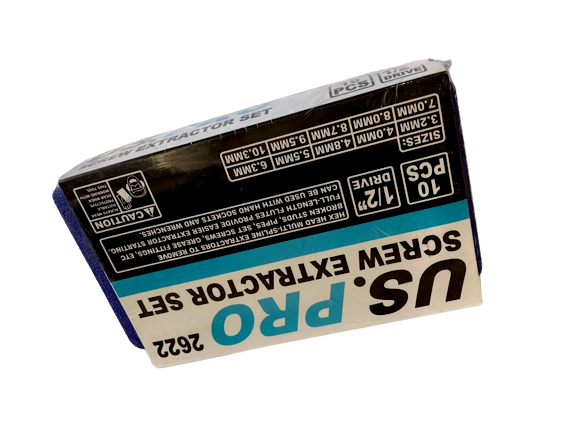 US.PRO 2622
SCREW EXTRACTOR SET
HEX HEAD MULTI-SPLINE EXTRACTORS TO REMOVE
BROKEN STUDS, PIPES, SET SCREWS, GREASE FITTINGS, ETC
FULL-LENGTH FLUTES PROVIDE EASIER EXTRACTOR STARTING.
CAN BE USED WITH HAND SOCKETS AND WRENCHES.
10 PCS
1/2" DRIVE
CAUTION
SIZES:
3.2MM 4.0MM 4.8MM 5.5MM 6.3MM
7.0MM 8.0MM 8.7MM 9.5MM 10.3MM
SCREW EXTRACTOR SET
10 PCS
1/2" DRIVE